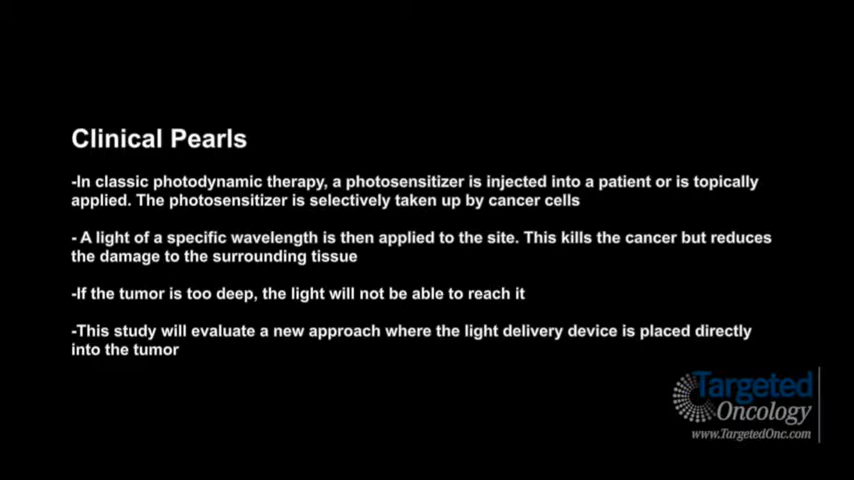 Clinical Pearls
-In classic photodynamic therapy, a photosensitizer is injected into a patient or is topically
applied. The photosensitizer is selectively taken up by cancer cells
- A light of a specific wavelength is then applied to the site. This kills the cancer but reduces
the damage to the surrounding tissue
-If the tumor is too deep, the light will not be able to reach it
-This study will evaluate a new approach where the light delivery device is placed directly
into the tumor
Targeted
Oncology
www.TargetedOnc.com